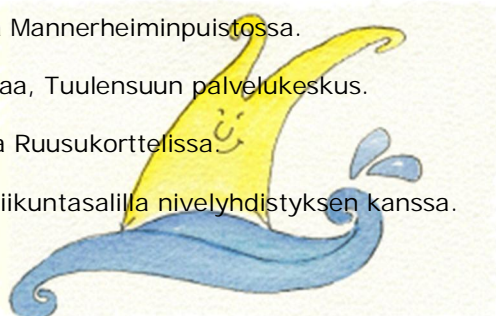 Mannerheiminpuistossa.
aa, Tuulensuun palvelukeskus.
a Ruusukorttelissa.
iikuntasalilla nivelyhdistyksen kanssa.